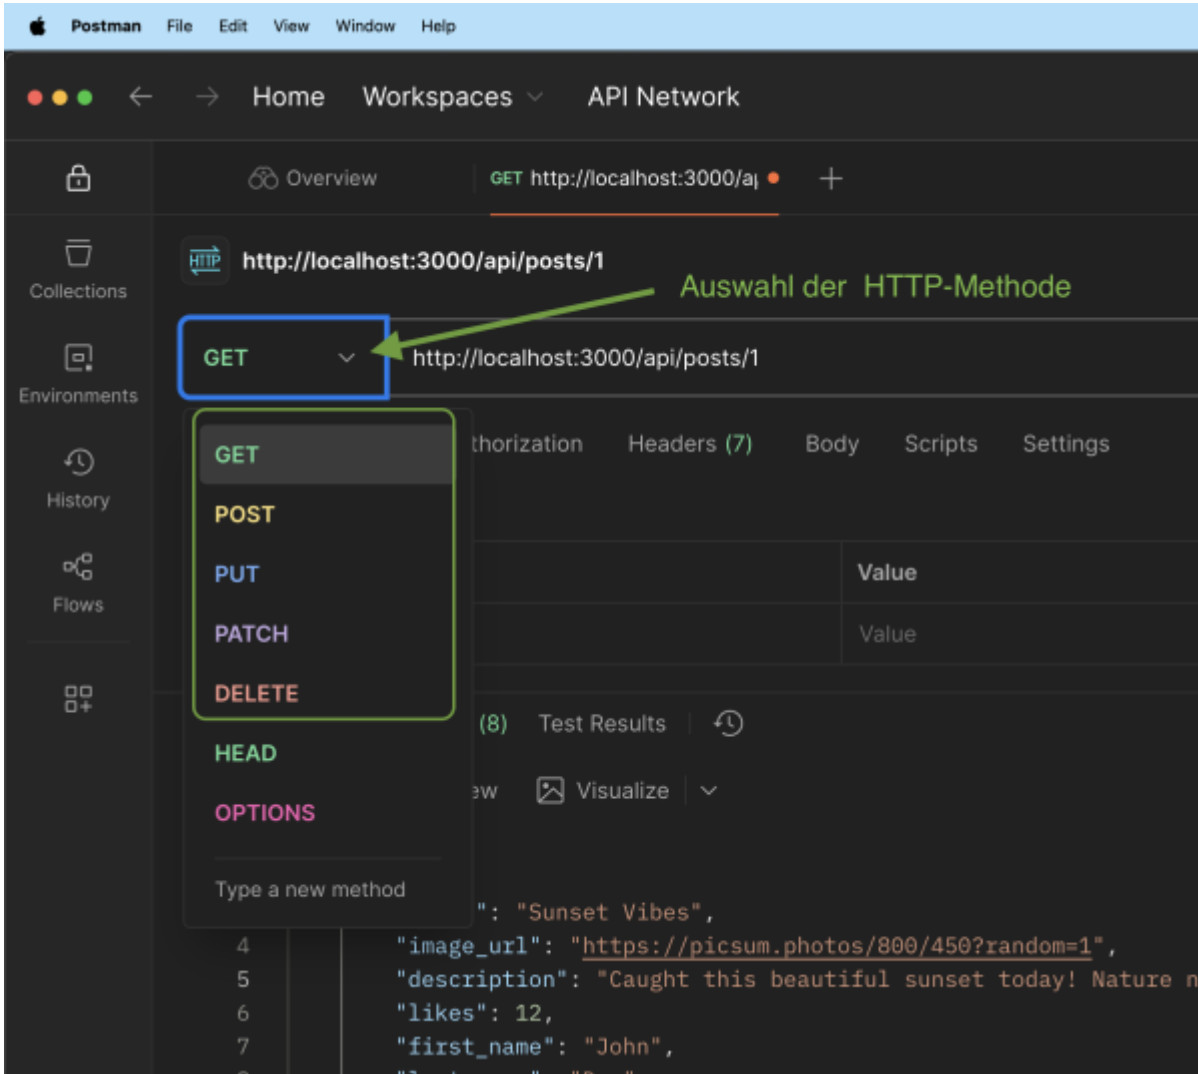 Postman File Edit View Window Help
Home Workspaces API Network
Overview GET http://localhost:3000/a
HTTP http://localhost:3000/api/posts/1
Auswahl der HTTP-Methode
Collections
GET http://localhost:3000/api/posts/1
Environments
GET thorization Headers (7) Body Scripts Settings
History
POST
PUT Value
Flows
PATCH Value
DELETE
(8) Test Results
HEAD
ew Visualize
OPTIONS
Type a new method
": "Sunset Vibes",
4 "image_url": "https://picsum.photos/800/450?random=1",
5 "description": "Caught this beautiful sunset today! Nature n
6 "likes": 12,
7 "first_name": "John",